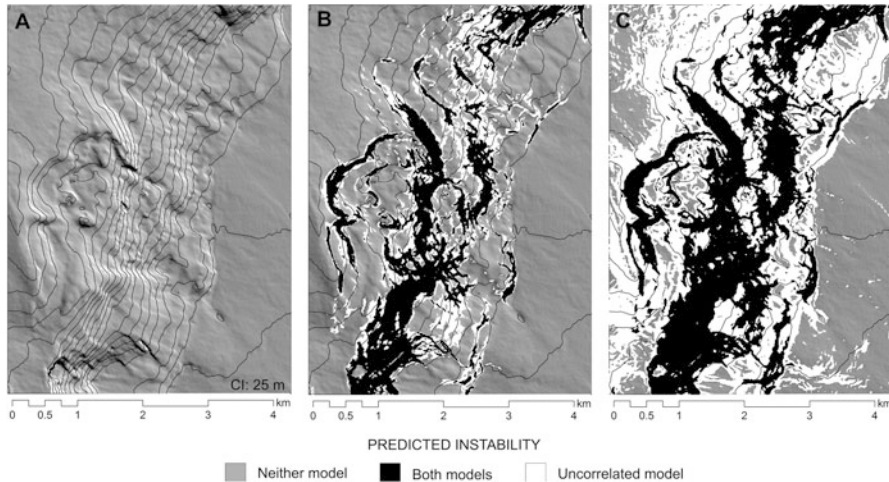 A
B
C
CI: 25 m
0 0.5 1 2 3 4 km
0 0.5 1 2 3 4 km
0 0.5 1 2 3 4 km
PREDICTED INSTABILITY
Neither model Both models Uncorrelated model